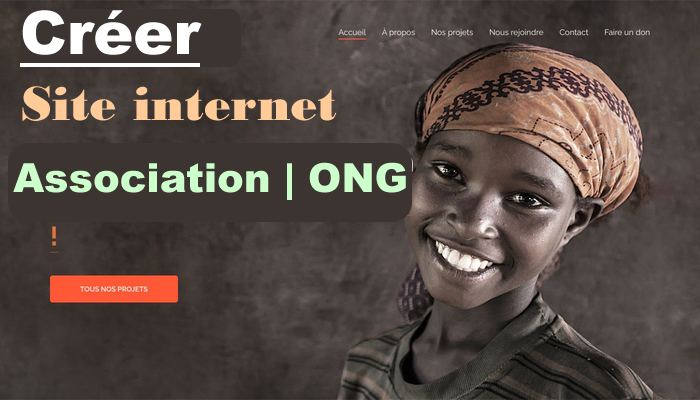 Accueil À propos Nos projets Nous rejoindre Contact Faire un don
Créer
Site internet
Association | ONG
!
TOUS NOS PROJETS